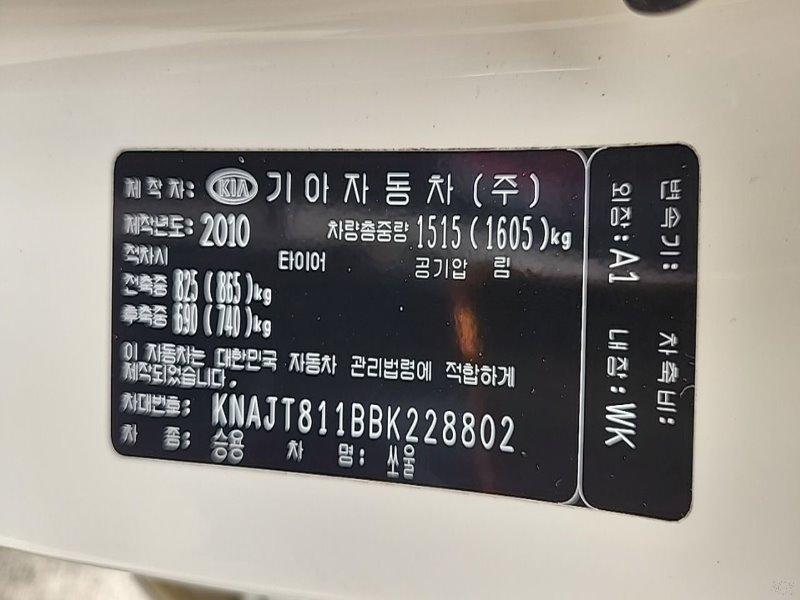 제작자: KIA 기아자동차(주)
제작년도: 2010 차량총중량 1515(1605)kg
적차시 타이어 공기압 림
전축중 825(865)kg
후축중 690(740)kg
이 자동차는 대한민국 자동차 관리법령에 적합하게
제작되었습니다.
차대번호: KNAJT811BBK228802
차 종: 승용 차 명: 쏘울
변속기: 차축비:
외장:A1 내장:WK